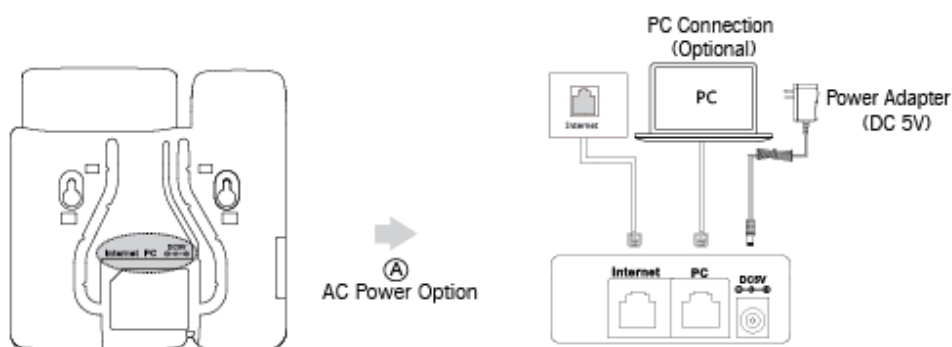 PC Connection
(Optional)
PC
Internet
Power Adapter
(DC 5V)
Internet PC DC5V
A
AC Power Option
Internet PC DC5V